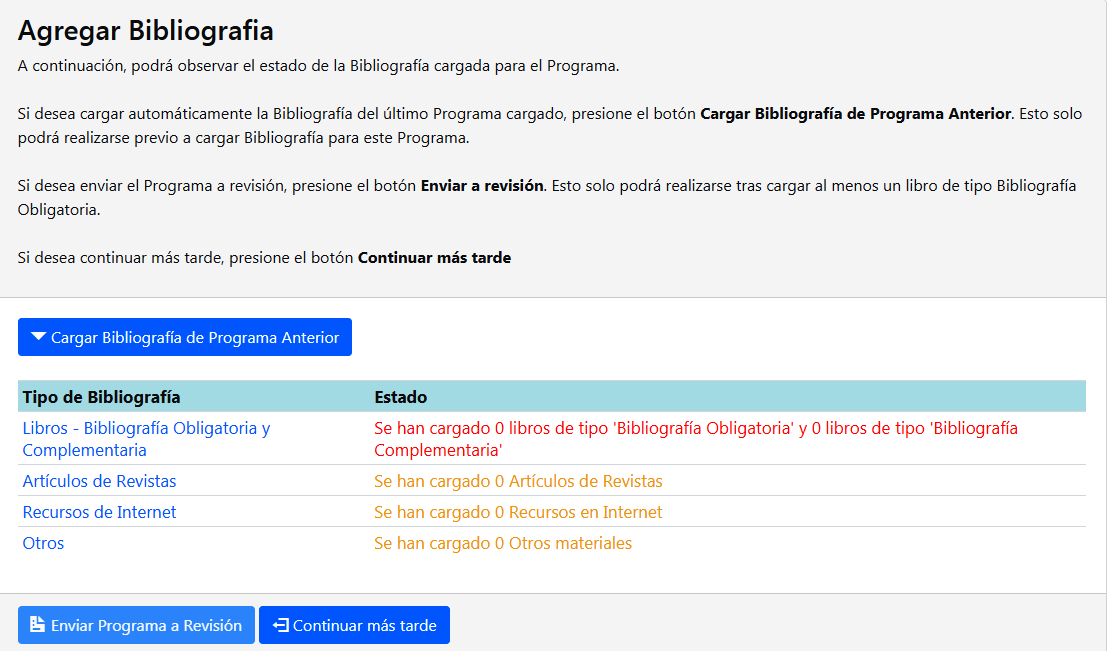 Agregar Bibliografia
A continuación, podrá observar el estado de la Bibliografía cargada para el Programa.
Si desea cargar automáticamente la Bibliografía del último Programa cargado, presione el botón Cargar Bibliografía de Programa Anterior. Esto solo
podrá realizarse previo a cargar Bibliografía para este Programa.
Si desea enviar el Programa a revisión, presione el botón Enviar a revisión. Esto solo podrá realizarse tras cargar al menos un libro de tipo Bibliografía
Obligatoria.
Si desea continuar más tarde, presione el botón Continuar más tarde
Cargar Bibliografía de Programa Anterior
Tipo de Bibliografía Estado
Libros - Bibliografía Obligatoria y Se han cargado 0 libros de tipo 'Bibliografía Obligatoria' y 0 libros de tipo 'Bibliografía
Complementaria Complementaria'
Artículos de Revistas Se han cargado 0 Artículos de Revistas
Recursos de Internet Se han cargado 0 Recursos en Internet
Otros Se han cargado 0 Otros materiales
Enviar Programa a Revisión Continuar más tarde